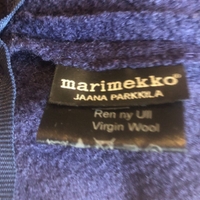 marimekko®
JAANA PARKKILA
Ren ny Ull
Virgin Wool